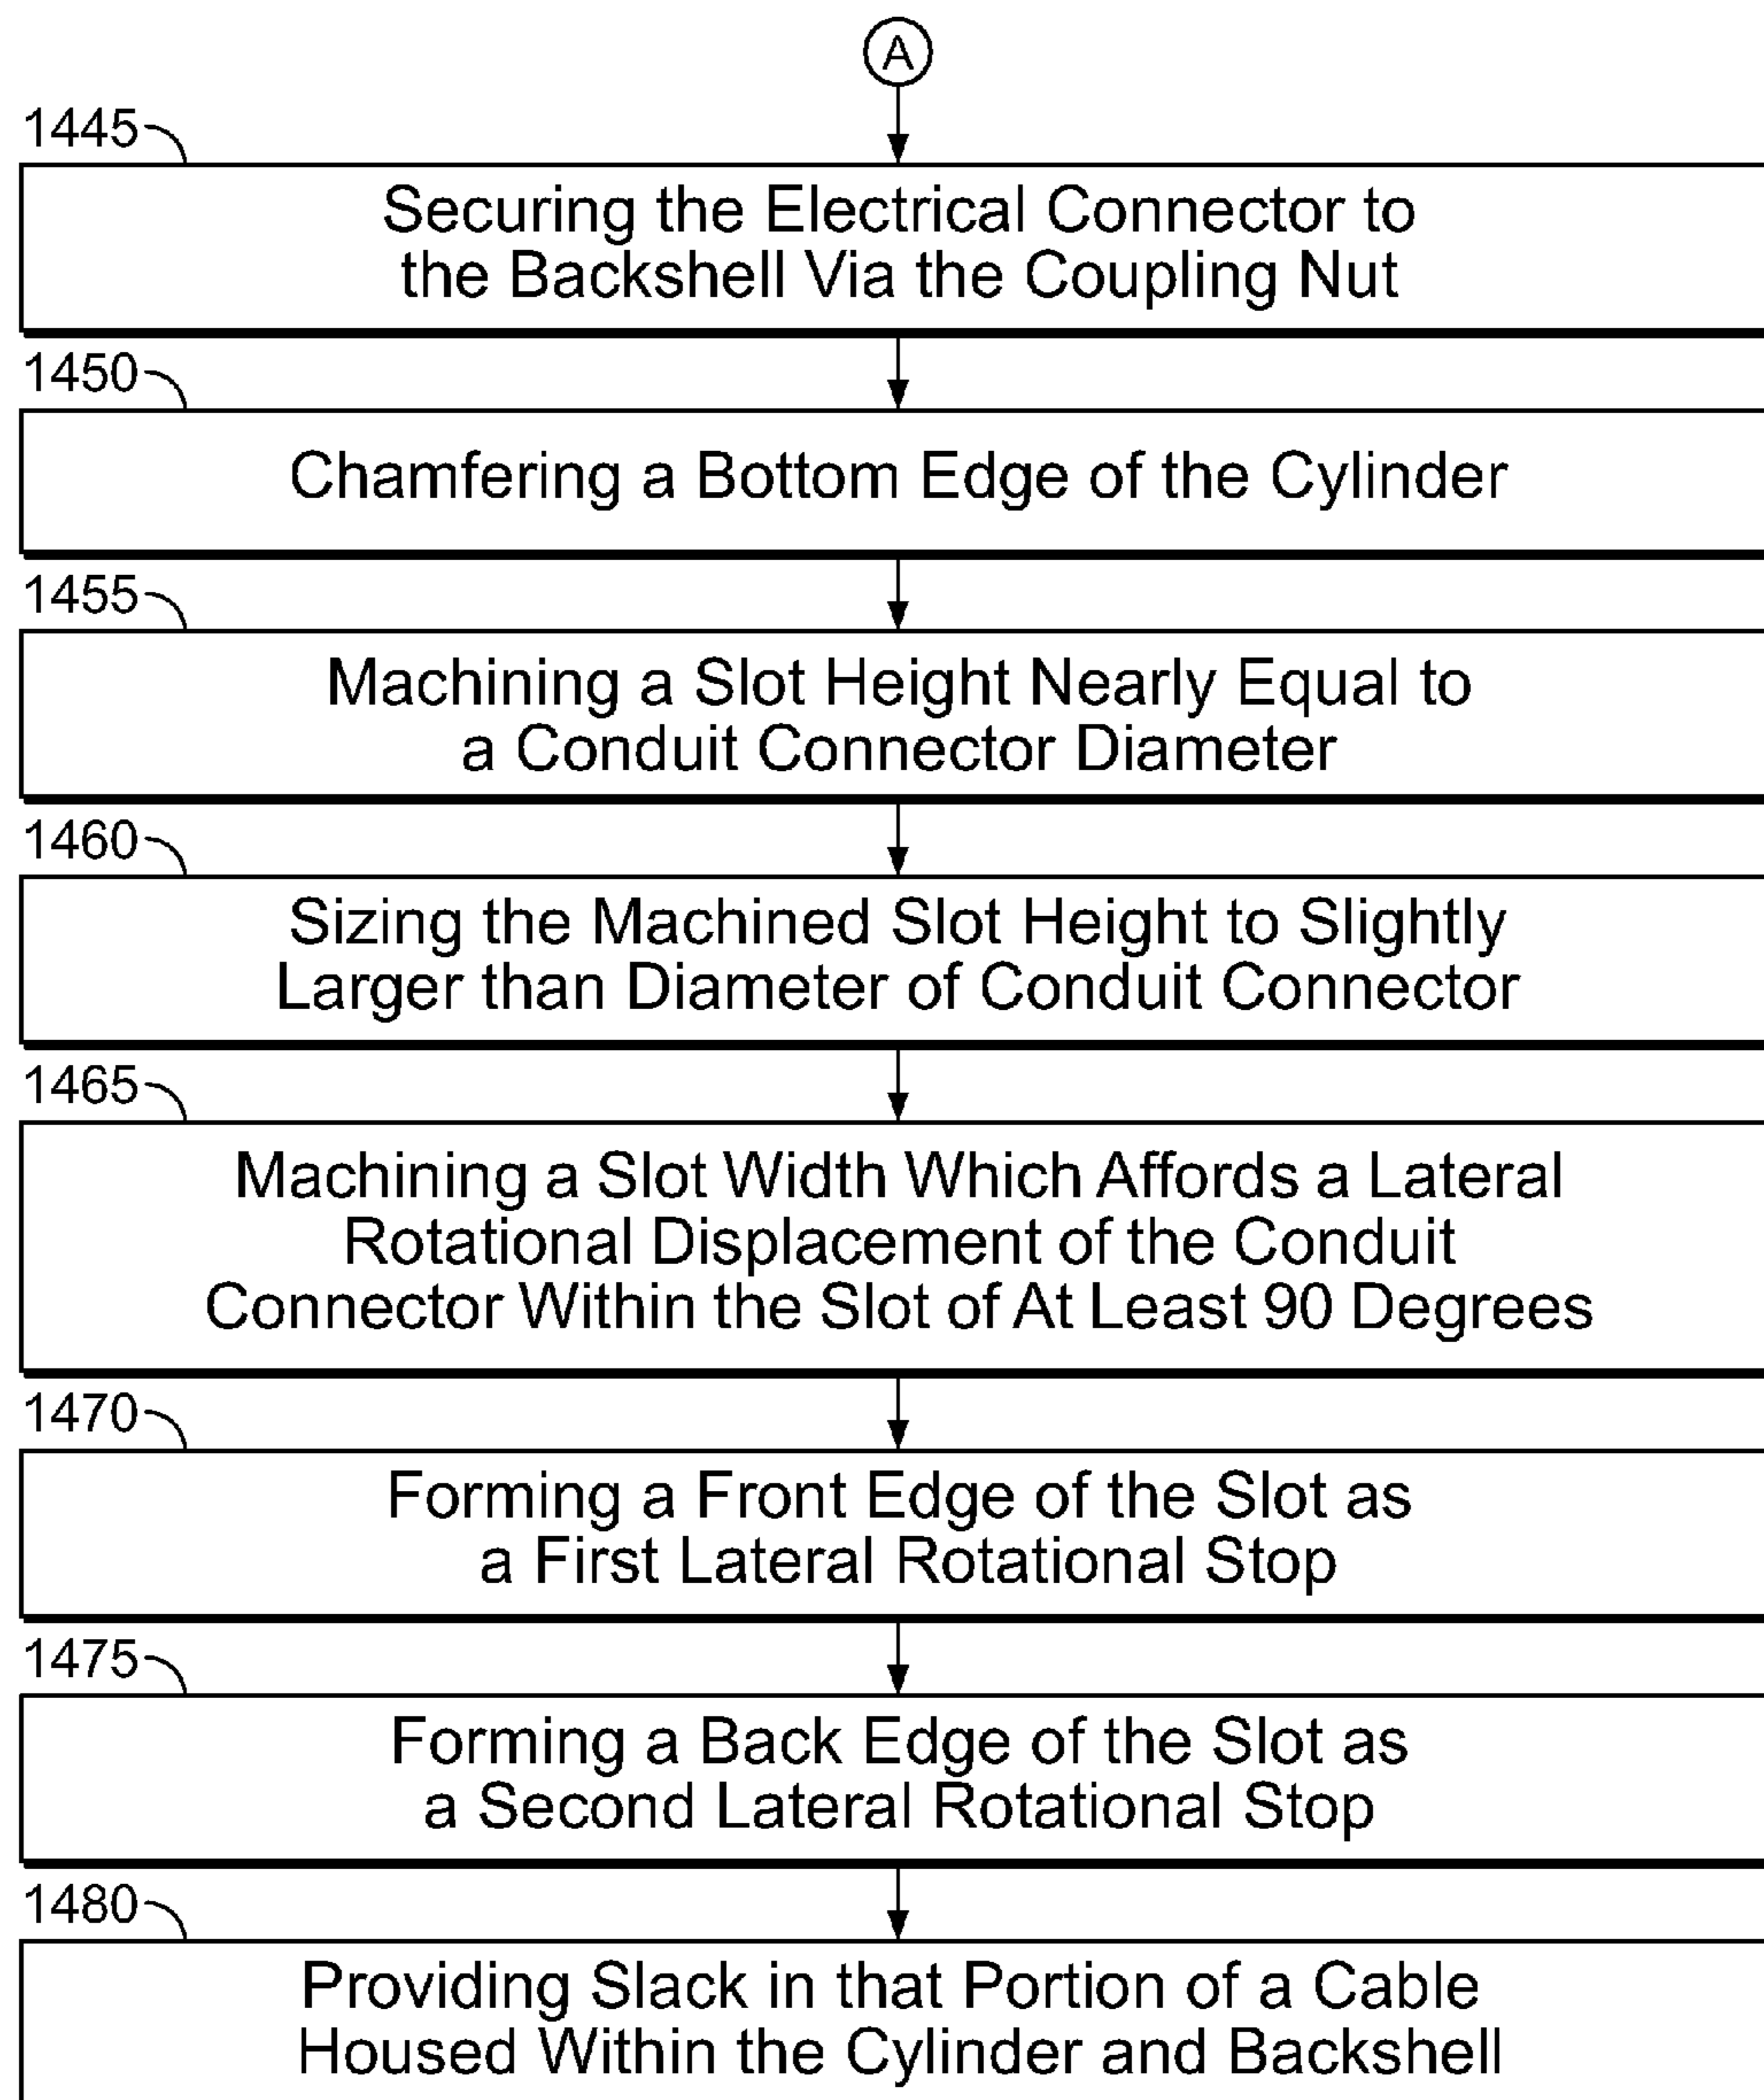 A
1445
Securing the Electrical Connector to
the Backshell Via the Coupling Nut
1450
Chamfering a Bottom Edge of the Cylinder
1455
Machining a Slot Height Nearly Equal to
a Conduit Connector Diameter
1460
Sizing the Machined Slot Height to Slightly
Larger than Diameter of Conduit Connector
1465
Machining a Slot Width Which Affords a Lateral
Rotational Displacement of the Conduit
Connector Within the Slot of At Least 90 Degrees
1470
Forming a Front Edge of the Slot as
a First Lateral Rotational Stop
1475
Forming a Back Edge of the Slot as
a Second Lateral Rotational Stop
1480
Providing Slack in that Portion of a Cable
Housed Within the Cylinder and Backshell